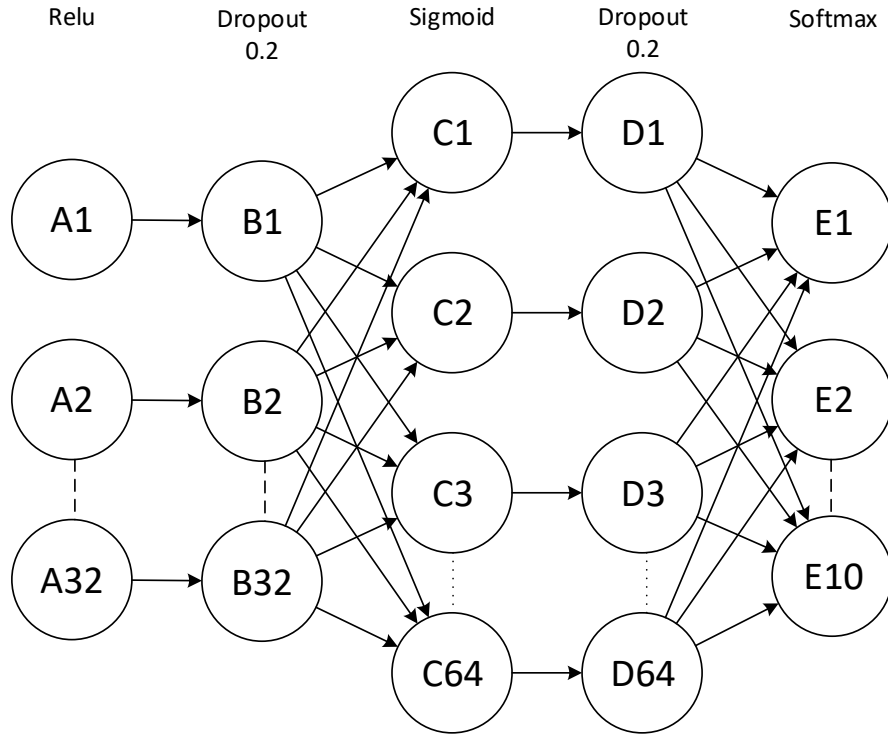 Relu
Dropout
0.2
Sigmoid
Dropout
0.2
Softmax
A1
A2
A32
B1
B2
B32
C1
C2
C3
C64
D1
D2
D3
D64
E1
E2
E10